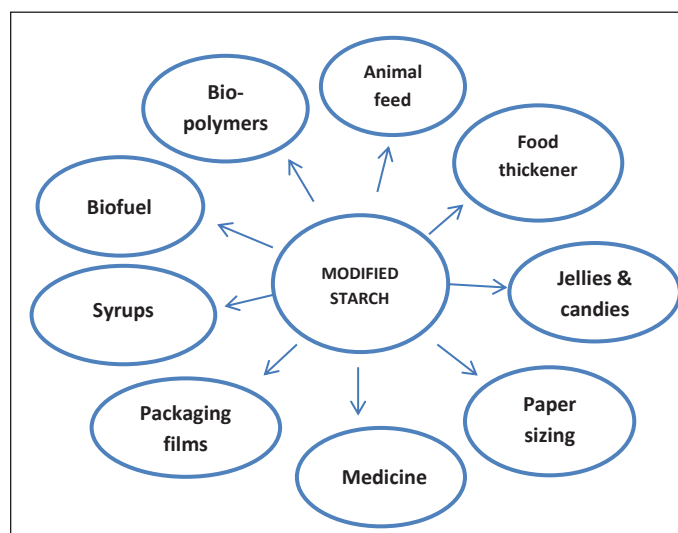 Animal
feed
Bio-
polymers
Food
thickener
Biofuel
MODIFIED
STARCH
Jellies &
candies
Syrups
Packaging
films
Paper
sizing
Medicine